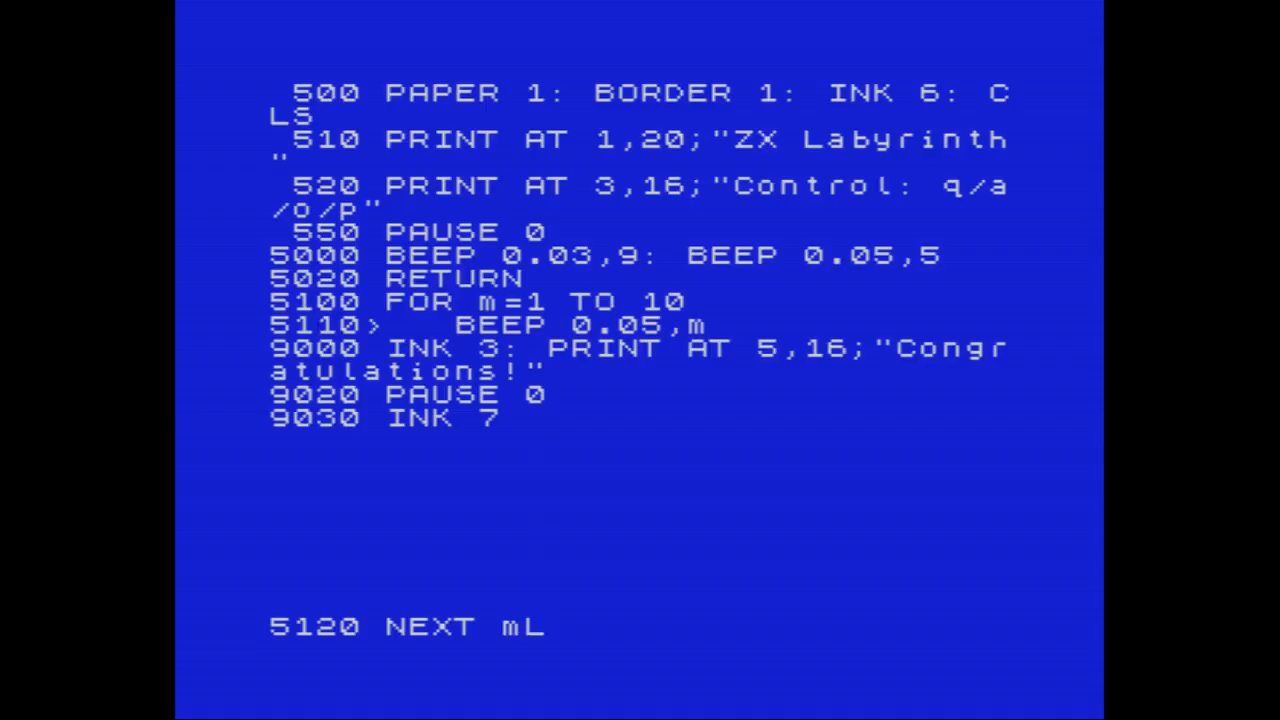 500 PAPER 1: BORDER 1: INK 6: C
LS
510 PRINT AT 1,20;"ZX Labyrinth
"
520 PRINT AT 3,16;"Control: q/a
/o/p"
550 PAUSE 0
5000 BEEP 0.03,9: BEEP 0.05,5
5020 RETURN
5100 FOR m=1 TO 10
5110>   BEEP 0.05,m
9000 INK 3: PRINT AT 5,16;"Congr
atulations!"
9020 PAUSE 0
9030 INK 7
5120 NEXT mL